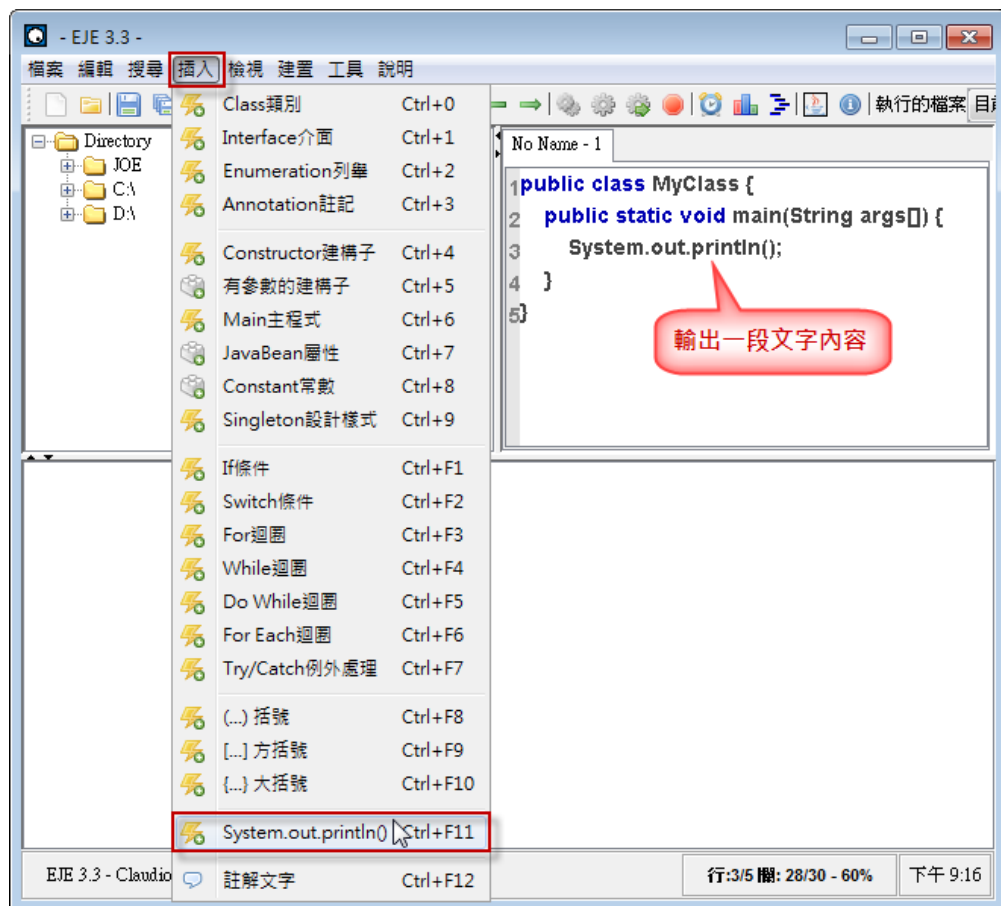 - EJE 3.3 -
檔案 編輯 搜尋 插入 檢視 建置 工具 說明
執行的檔案
Directory
JOE
C:\
D:\
Class類別 Ctrl+0
Interface介面 Ctrl+1
Enumeration列舉 Ctrl+2
Annotation註記 Ctrl+3
Constructor建構子 Ctrl+4
有參數的建構子 Ctrl+5
Main主程式 Ctrl+6
JavaBean屬性 Ctrl+7
Constant常數 Ctrl+8
Singleton設計樣式 Ctrl+9
If條件 Ctrl+F1
Switch條件 Ctrl+F2
For迴圈 Ctrl+F3
While迴圈 Ctrl+F4
Do While迴圈 Ctrl+F5
For Each迴圈 Ctrl+F6
Try/Catch例外處理 Ctrl+F7
(...) 括號 Ctrl+F8
[...] 方括號 Ctrl+F9
{...} 大括號 Ctrl+F10
System.out.println() Ctrl+F11
註解文字 Ctrl+F12
No Name - 1
1 public class MyClass {
2 public static void main(String args[]) {
3 System.out.println();
4 }
5 }
輸出一段文字內容
EJE 3.3 - Claudio
行:3/5 欄: 28/30 - 60%
下午 9:16